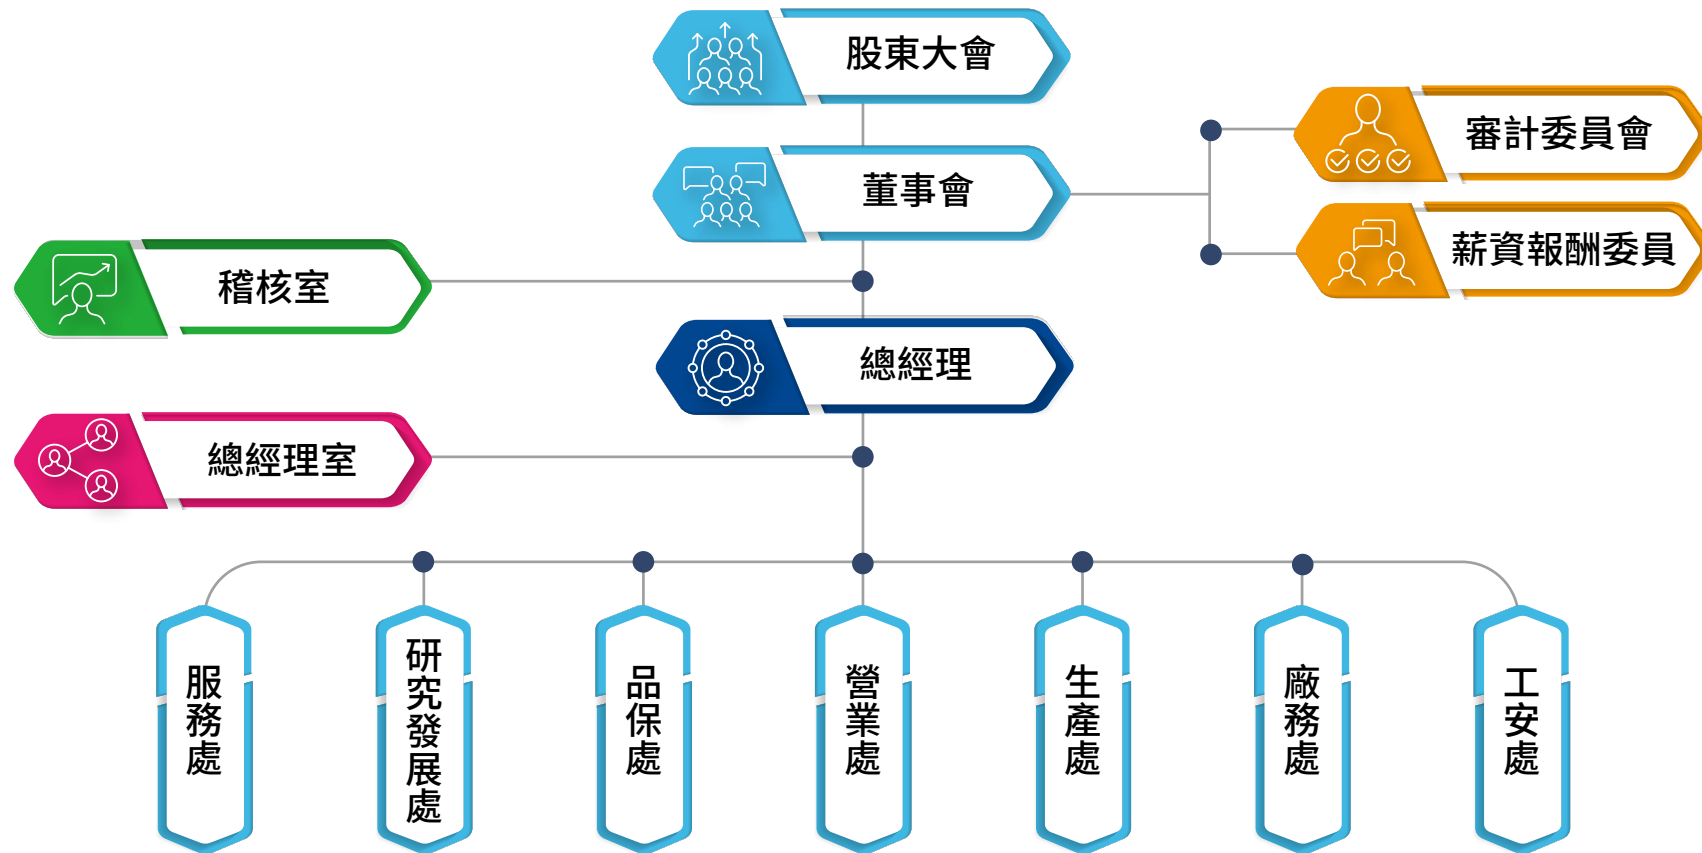 股東大會
審計委員會
董事會
薪資報酬委員
稽核室
總經理
總經理室
服務處
研究發展處
品保處
營業處
生產處
廠務處
工安處